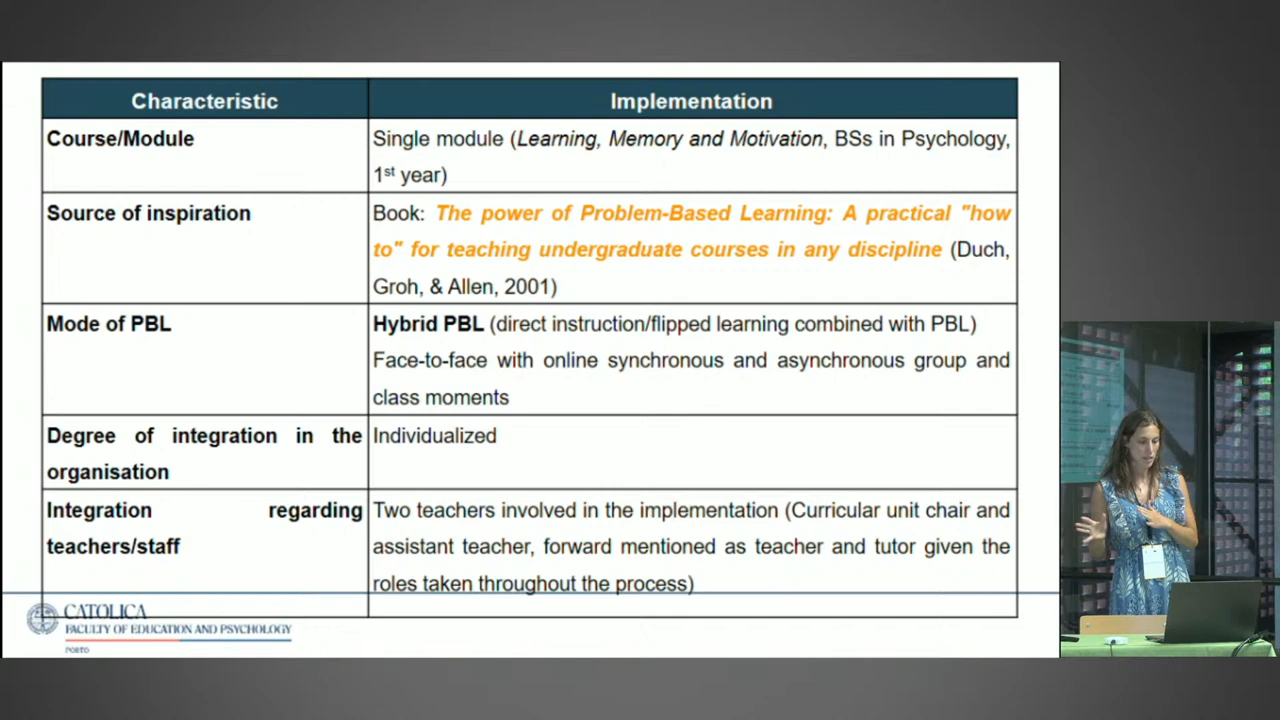 Characteristic Implementation
Course/Module Single module (Learning, Memory and Motivation, BSs in Psychology,
1st year)
Source of inspiration Book: The power of Problem-Based Learning: A practical "how
to" for teaching undergraduate courses in any discipline (Duch,
Groh, & Allen, 2001)
Mode of PBL Hybrid PBL (direct instruction/flipped learning combined with PBL)
Face-to-face with online synchronous and asynchronous group and
class moments
Degree of integration in the Individualized
organisation
Integration regarding Two teachers involved in the implementation (Curricular unit chair and
teachers/staff assistant teacher, forward mentioned as teacher and tutor given the
roles taken throughout the process)
CATOLICA
FACULTY OF EDUCATION AND PSYCHOLOGY
PORTO